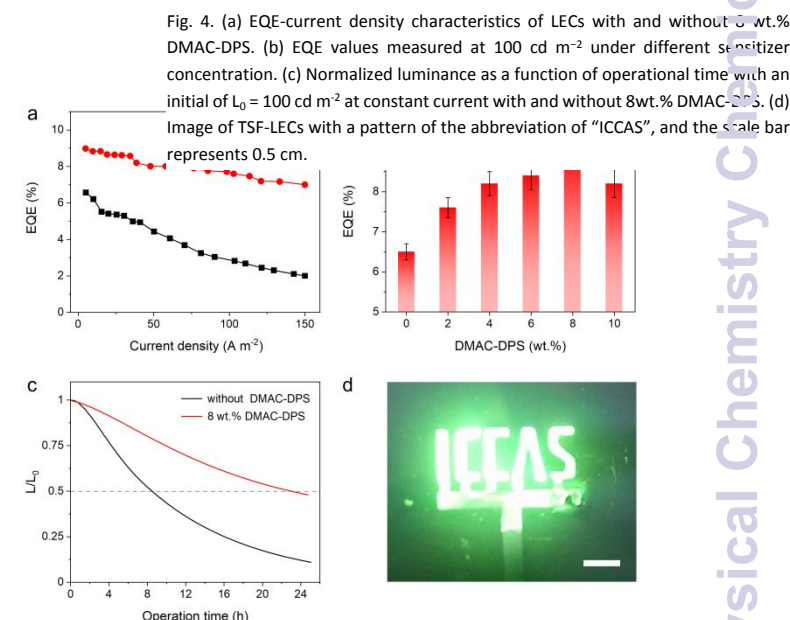 Fig. 4. (a) EQE-current density characteristics of LECs with and without 8 wt.%
DMAC-DPS. (b) EQE values measured at 100 cd m⁻² under different sensitizer
concentration. (c) Normalized luminance as a function of operational time with an
initial of L₀ = 100 cd m⁻² at constant current with and without 8wt.% DMAC-DPS. (d)
Image of TSF-LECs with a pattern of the abbreviation of “ICCAS”, and the scale bar
represents 0.5 cm.
a
10
8
6
4
2
0
EQE (%)
0 50 100 150
Current density (A m⁻²)
8
7
6
5
EQE (%)
0 2 4 6 8 10
DMAC-DPS (wt.%)
c
1
0.75
0.5
0.25
0
L/L₀
without DMAC-DPS
8 wt.% DMAC-DPS
0 4 8 12 16 20 24
Operation time (h)
d
ICCAS
sical Chemistry Chemic